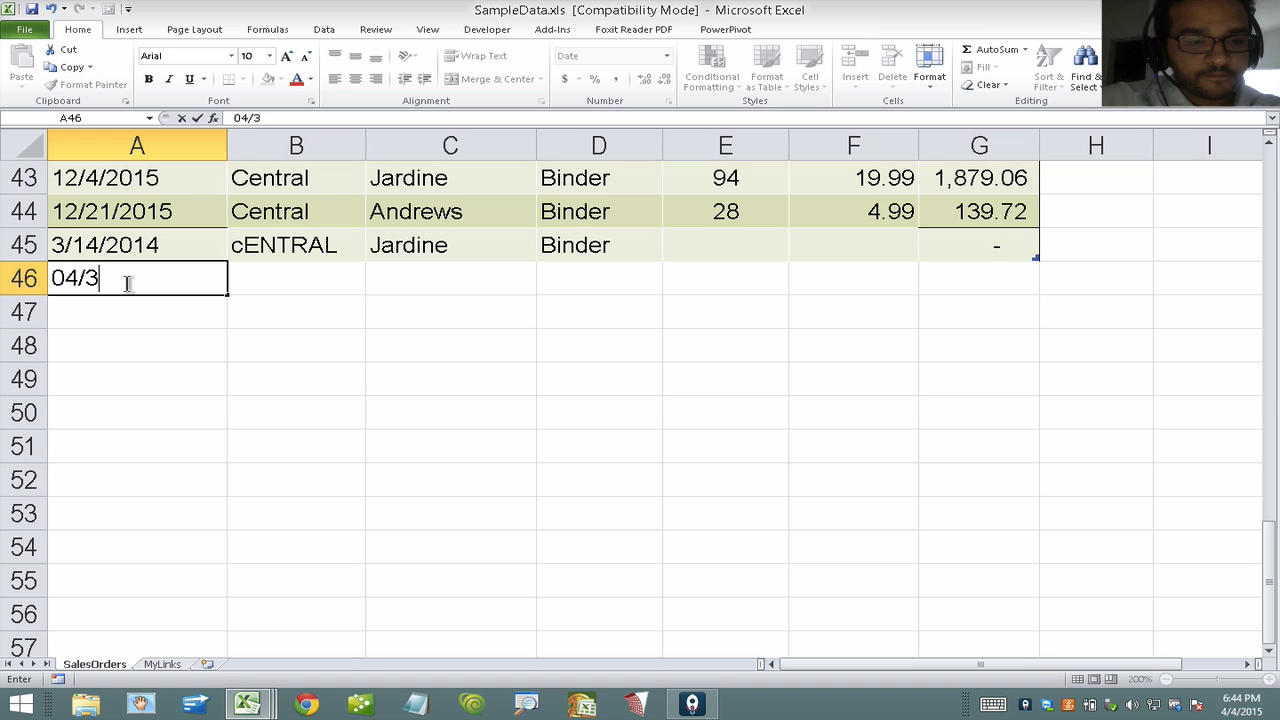 SampleData.xls [Compatibility Mode] - Microsoft Excel
File Home Insert Page Layout Formulas Data Review View Developer Add-Ins Foxit Reader PDF PowerPivot
Paste
Cut
Copy
Format Painter
Clipboard
Arial 10
B I U A
Font
Wrap Text
Merge & Center
Alignment
Date
$ % ,
Number
Conditional Formatting
Format as Table
Cell Styles
Styles
Insert Delete Format
Cells
AutoSum
Fill
Clear
Sort & Filter
Find & Select
Editing
A46 fx 04/3
A B C D E F G H I
43 12/4/2015 Central Jardine Binder 94 19.99 1,879.06
44 12/21/2015 Central Andrews Binder 28 4.99 139.72
45 3/14/2014 cENTRAL Jardine Binder -
46 04/3
47
48
49
50
51
52
53
54
55
56
57
SalesOrders MyLinks
Enter 200%
6:44 PM
4/4/2015